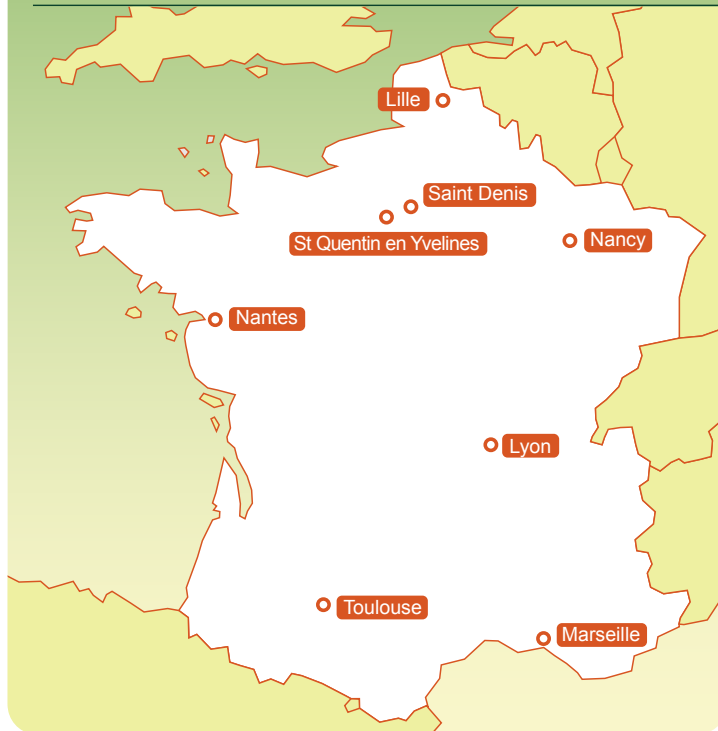 Lille
Saint Denis
St Quentin en Yvelines
Nancy
Nantes
Lyon
Toulouse
Marseille